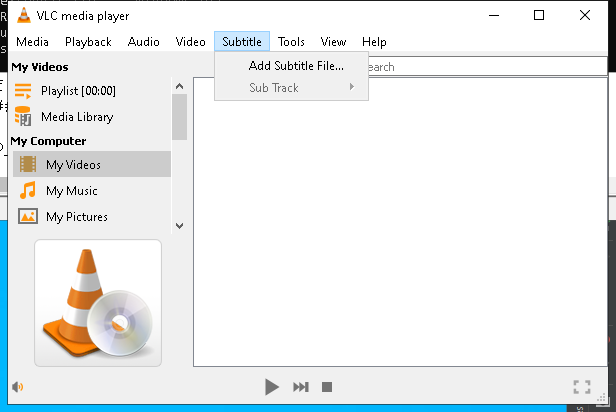 VLC media player
Media Playback Audio Video Subtitle Tools View Help
My Videos
Add Subtitle File...
earch
Playlist [00:00]
Sub Track
Media Library
My Computer
My Videos
My Music
My Pictures